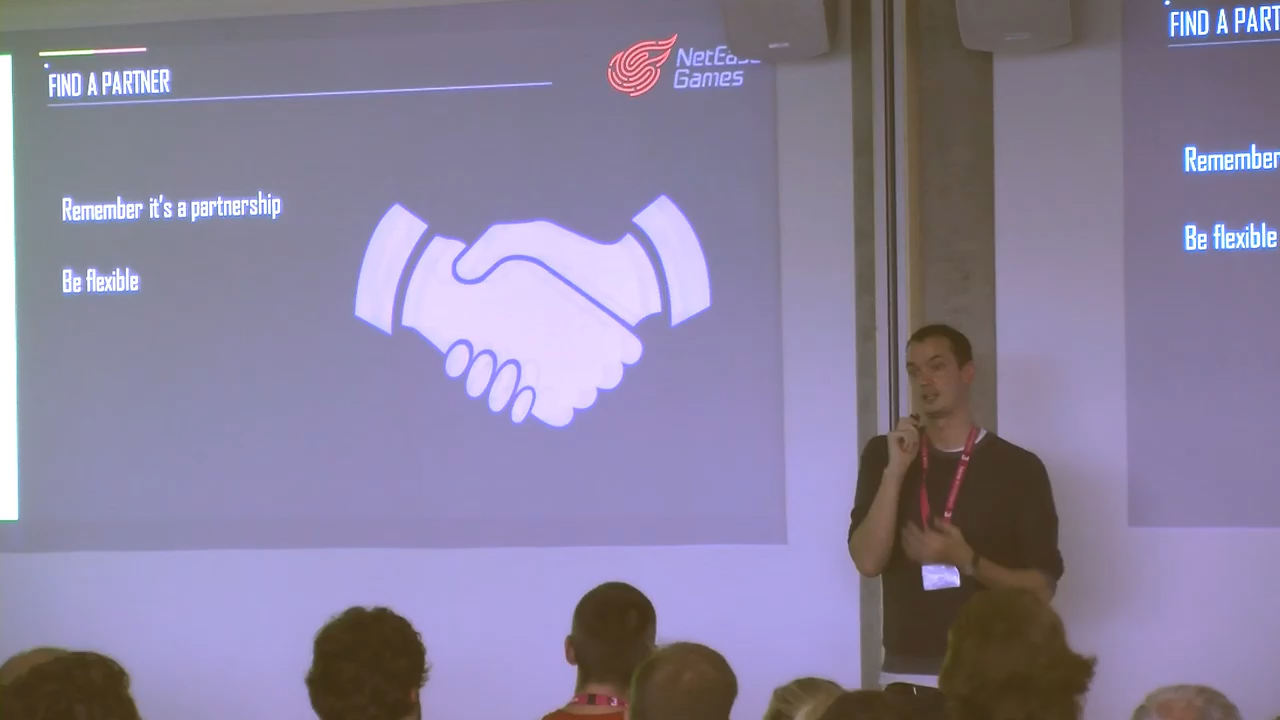 FIND A PARTNER
NetEase
Games
Remember it's a partnership
Be flexible
FIND A PART
Remember
Be flexible